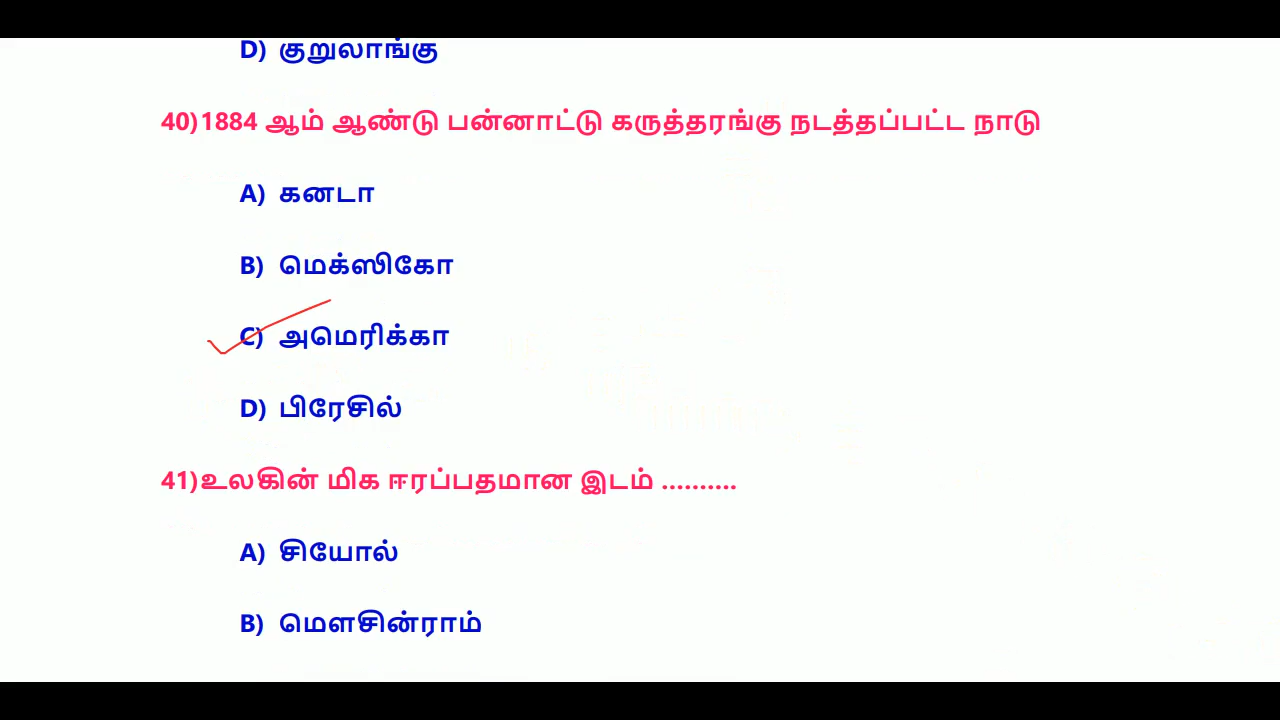 D) குறுலாங்கு
40)1884 ஆம் ஆண்டு பன்னாட்டு கருத்தரங்கு நடத்தப்பட்ட நாடு
A) கனடா
B) மெக்ஸிகோ
C) அமெரிக்கா
D) பிரேசில்
41)உலகின் மிக ஈரப்பதமான இடம் ..........
A) சியோல்
B) மௌசின்ராம்